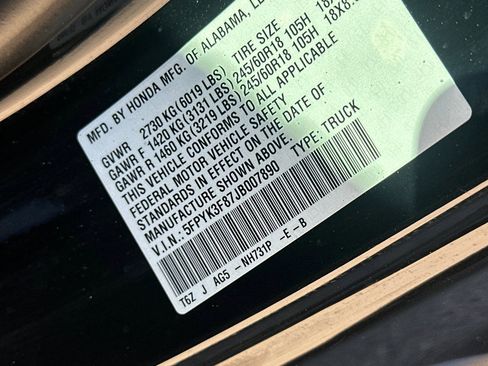 MFD. BY HONDA MFG. OF ALABAMA, LL
TIRE SIZE
GVWR 2730 KG(6019 LBS)
GAWR F 1420 KG(3131 LBS) 245/60R18 105H 18X8.
GAWR R 1460 KG(3219 LBS) 245/60R18 105H 18X8.
THIS VEHICLE CONFORMS TO ALL APPLICABLE
FEDERAL MOTOR VEHICLE SAFETY
STANDARDS IN EFFECT ON THE DATE OF
MANUFACTURE SHOWN ABOVE.
V.I.N.: 5FPYK3F87JB007890 TYPE: TRUCK
T6Z J AG5 -NH731P -E-B